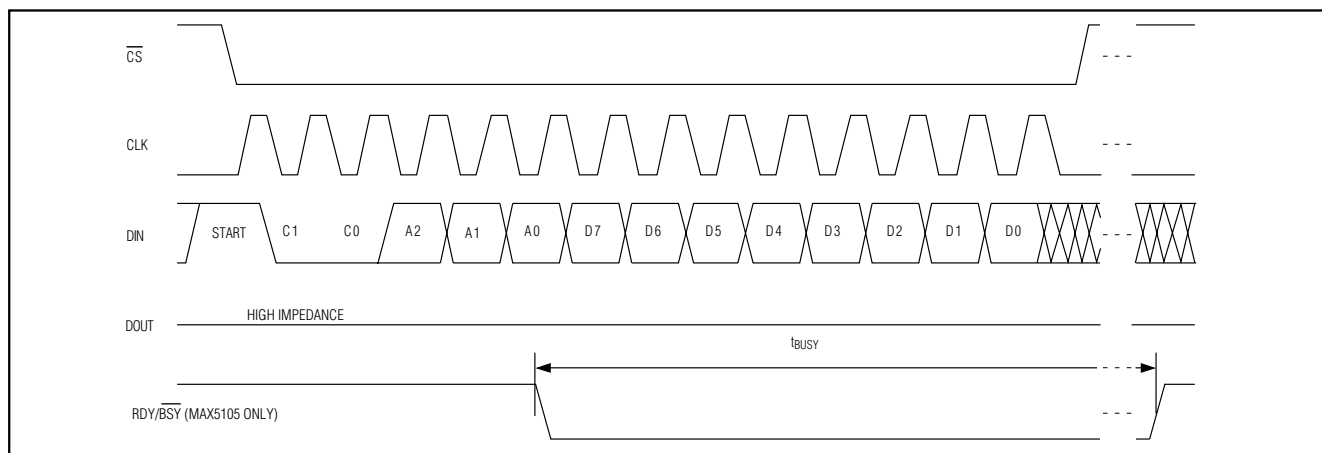 CS
CLK
DIN START C1 C0 A2 A1 A0 D7 D6 D5 D4 D3 D2 D1 D0
HIGH IMPEDANCE
DOUT
tBUSY
RDY/BSY (MAX5105 ONLY)